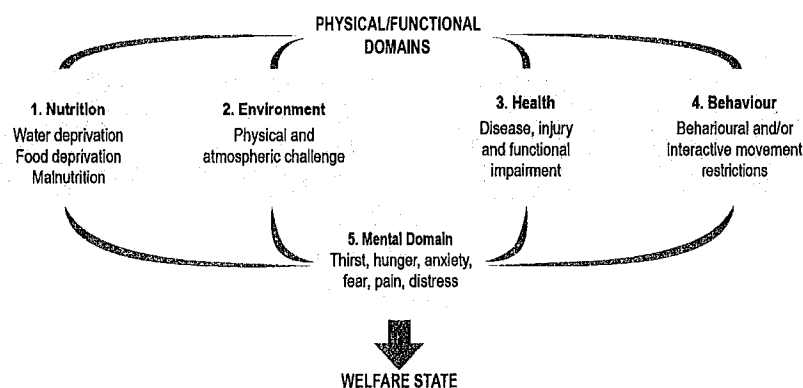 PHYSICAL/FUNCTIONAL
DOMAINS
1. Nutrition
Water deprivation
Food deprivation
Malnutrition
2. Environment
Physical and
atmospheric challenge
3. Health
Disease, injury
and functional
impairment
4. Behaviour
Beharioural and/or
interactive movement
restrictions
5. Mental Domain
Thirst, hunger, anxiety,
fear, pain, distress
WELFARE STATE